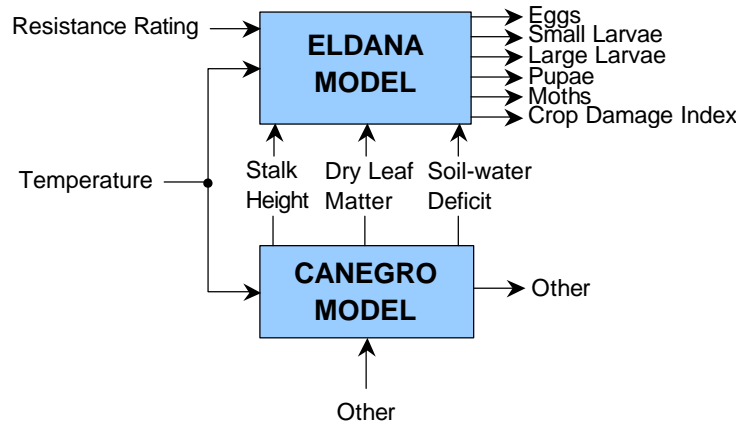 Resistance Rating
ELDANA
MODEL
Eggs
Small Larvae
Large Larvae
Pupae
Moths
Crop Damage Index
Temperature
Stalk
Height
Dry Leaf
Matter
Soil-water
Deficit
CANEGRO
MODEL
Other
Other